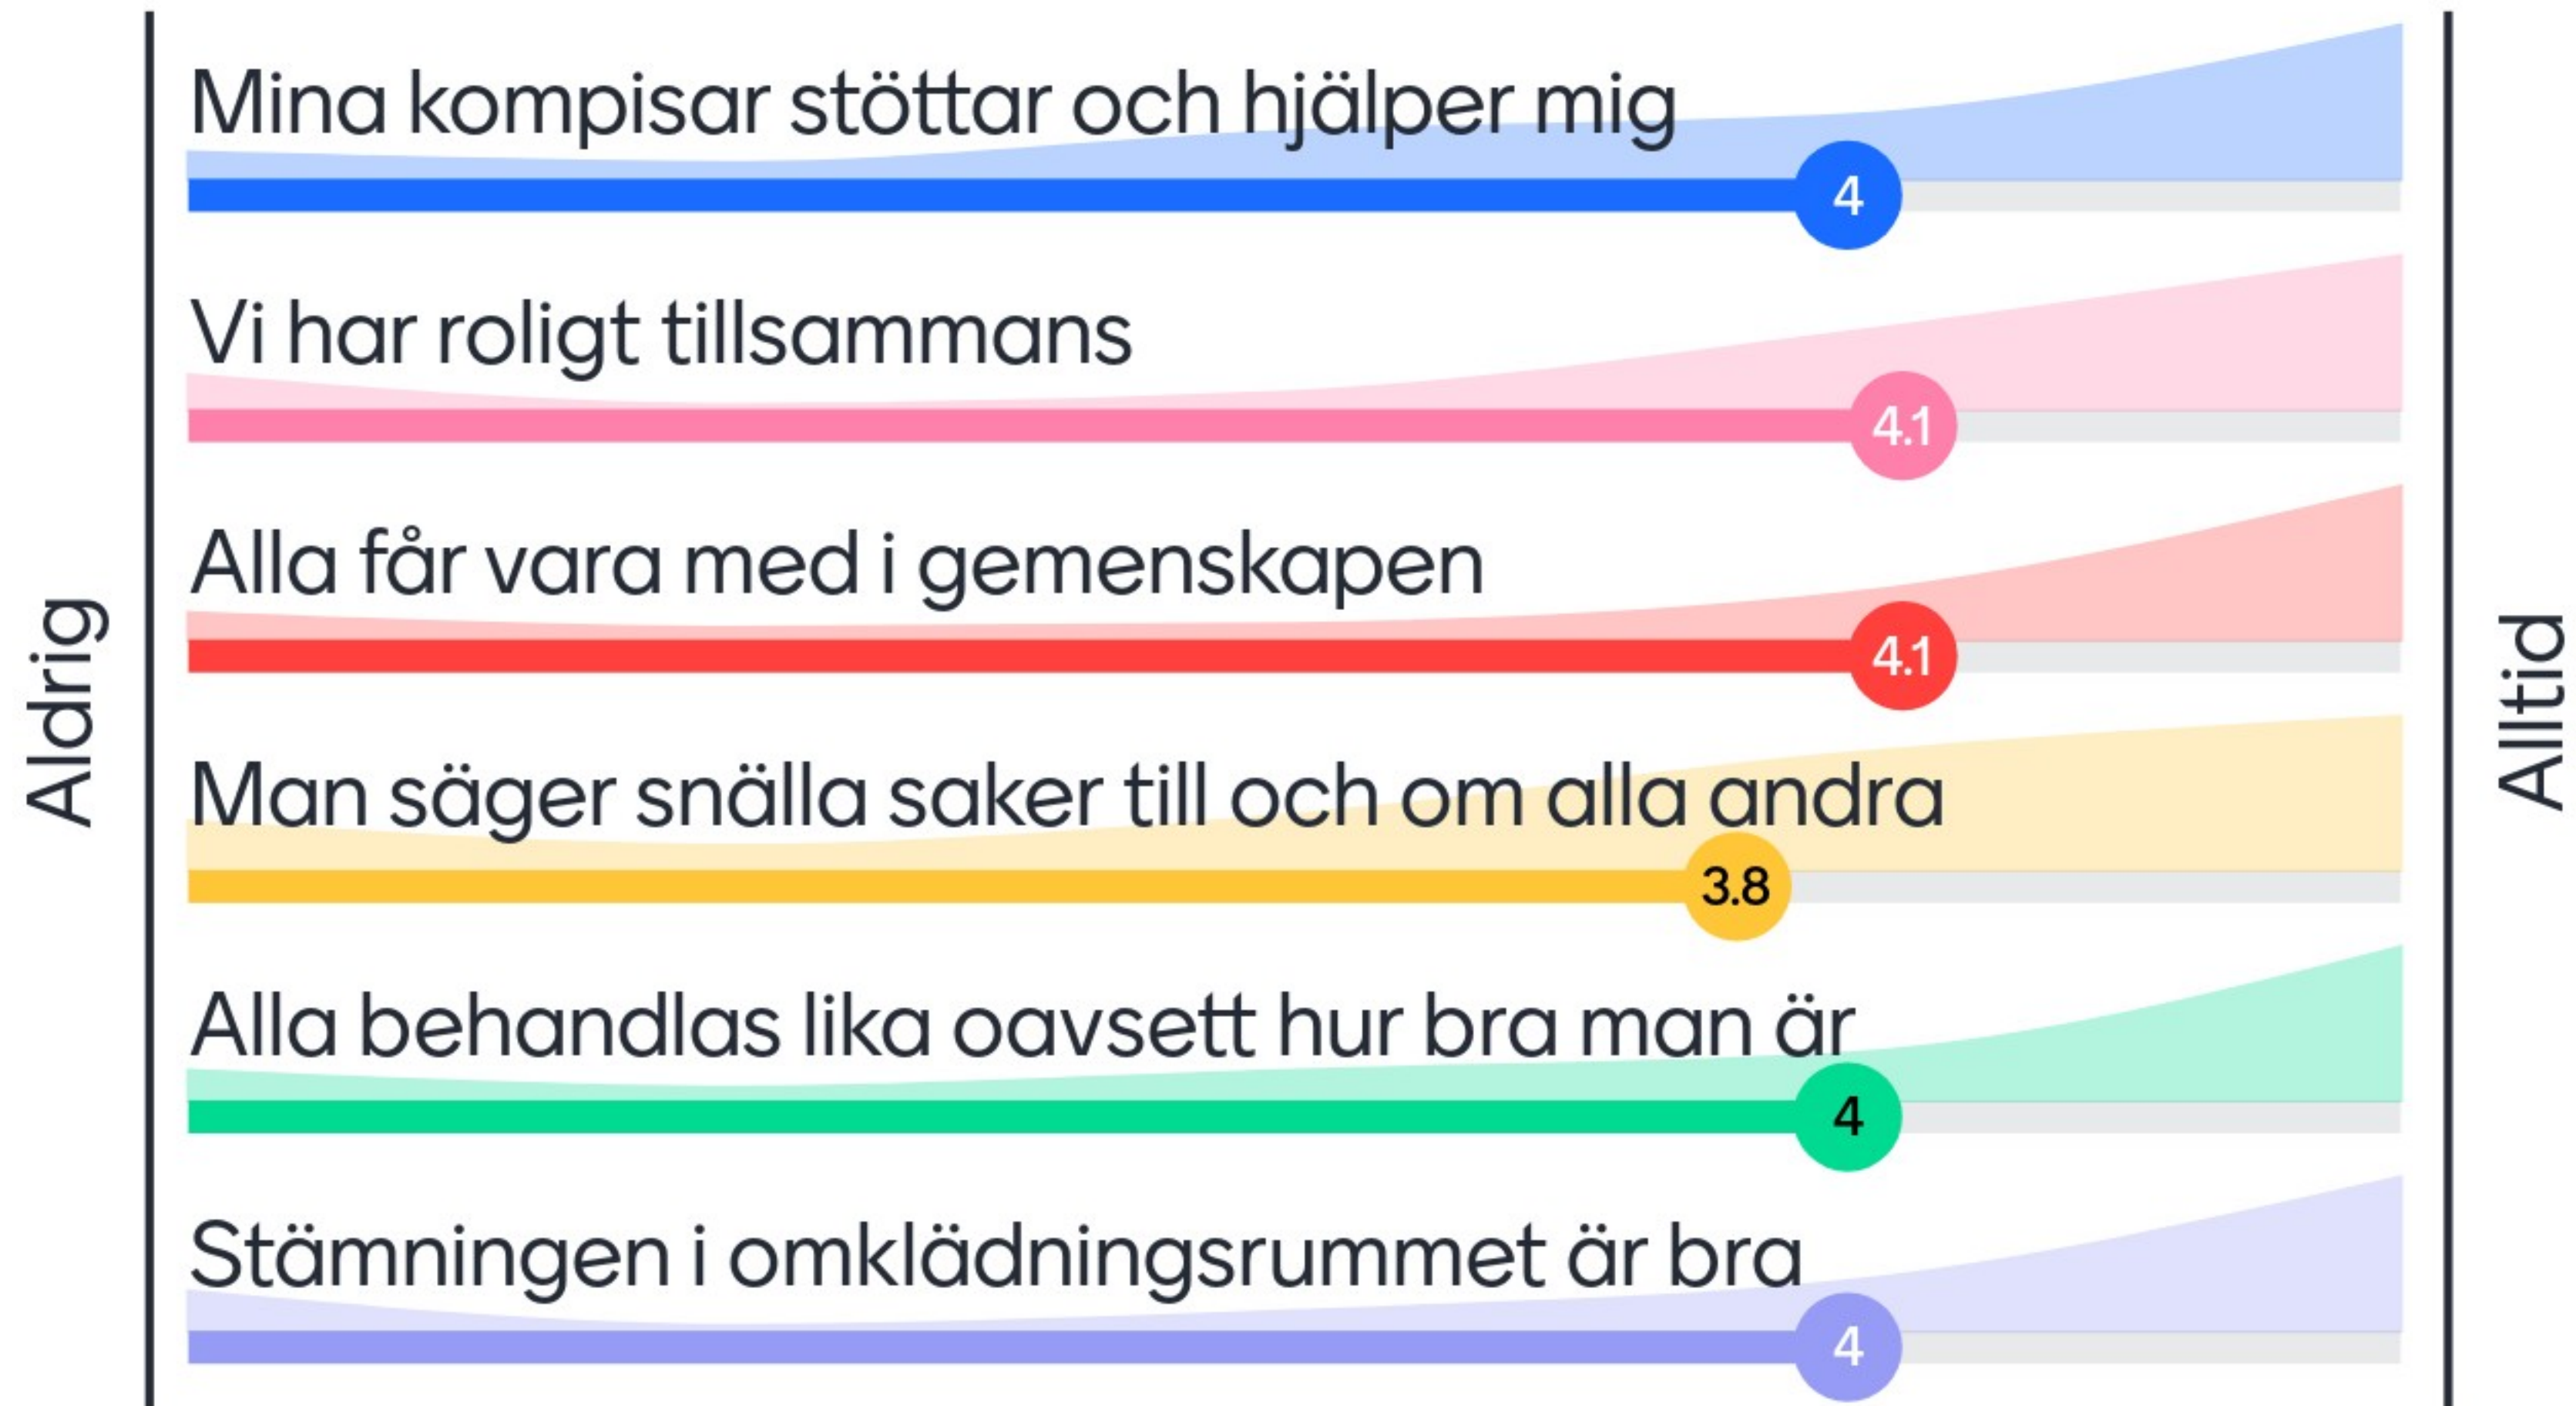 Mina kompisar stöttar och hjälper mig
4
Vi har roligt tillsammans
4.1
Alla får vara med i gemenskapen
4.1
Man säger snälla saker till och om alla andra
3.8
Alla behandlas lika oavsett hur bra man är
4
Stämningen i omklädningsrummet är bra
4
Aldrig
Alltid